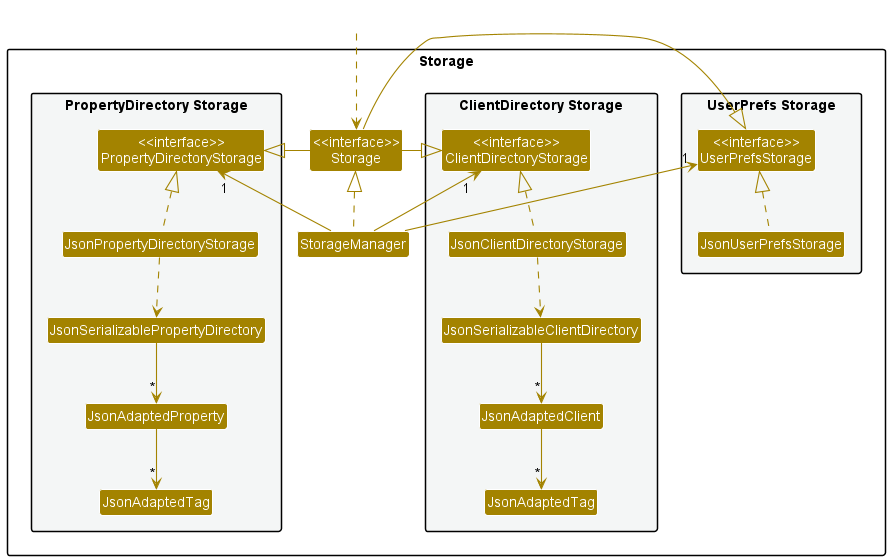 Storage
PropertyDirectory Storage
ClientDirectory Storage
UserPrefs Storage
<<interface>>
PropertyDirectoryStorage
<<interface>>
Storage
<<interface>>
ClientDirectoryStorage
<<interface>>
UserPrefsStorage
1
1
1
JsonPropertyDirectoryStorage
StorageManager
JsonClientDirectoryStorage
JsonUserPrefsStorage
JsonSerializablePropertyDirectory
JsonSerializableClientDirectory
*
*
JsonAdaptedProperty
JsonAdaptedClient
*
*
JsonAdaptedTag
JsonAdaptedTag